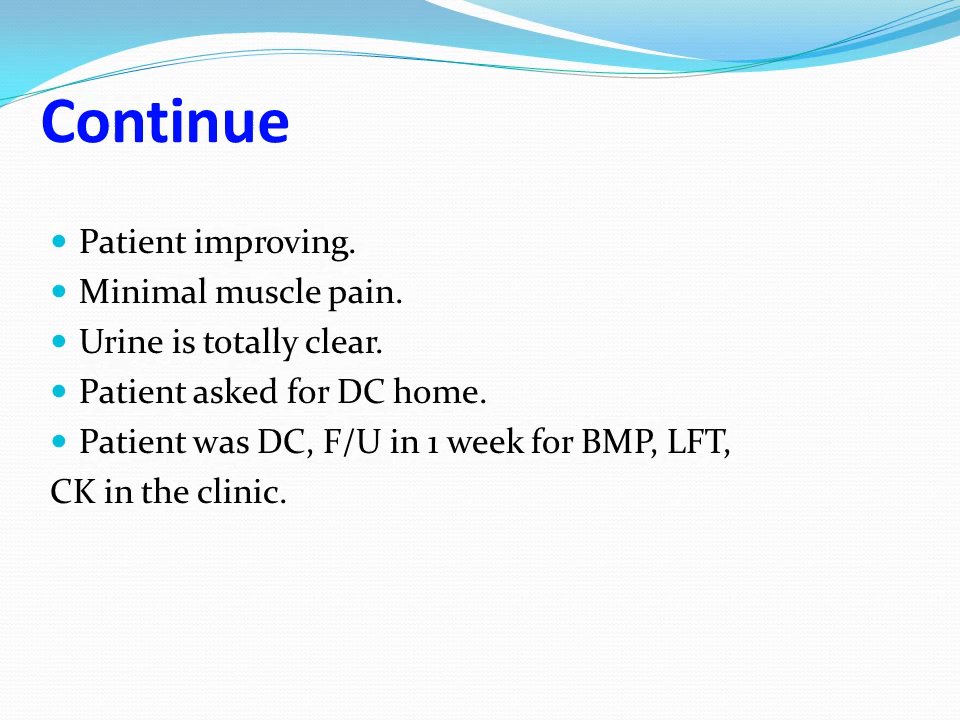 Continue
• Patient improving.
• Minimal muscle pain.
• Urine is totally clear.
• Patient asked for DC home.
• Patient was DC, F/U in 1 week for BMP, LFT,
CK in the clinic.